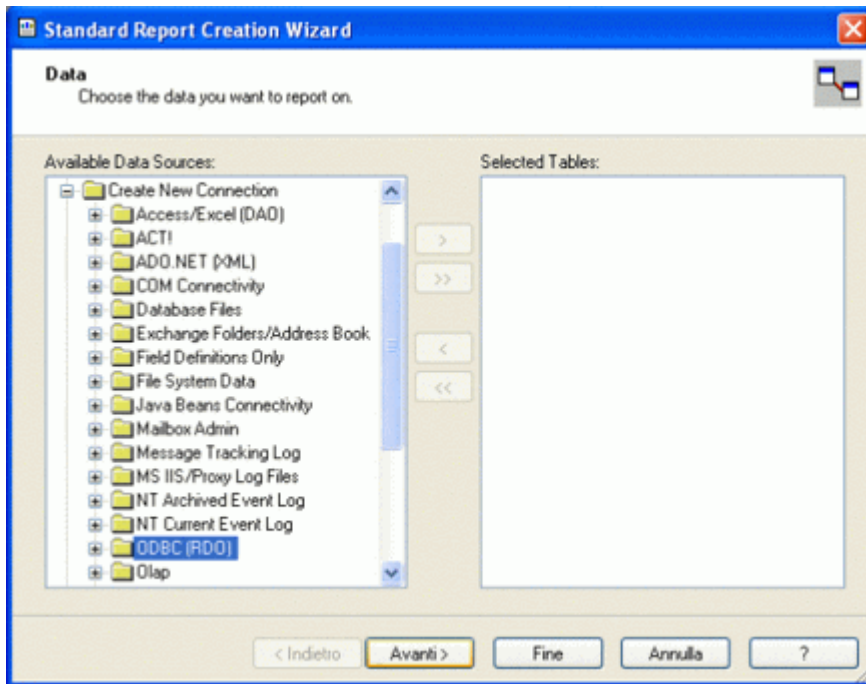 Standard Report Creation Wizard
Data
Choose the data you want to report on.
Available Data Sources:
Selected Tables:
Create New Connection
Access/Excel (DAO)
ACT!
ADO.NET (XML)
COM Connectivity
Database Files
Exchange Folders/Address Book
Field Definitions Only
File System Data
Java Beans Connectivity
Mailbox Admin
Message Tracking Log
MS IIS/Proxy Log Files
NT Archived Event Log
NT Current Event Log
ODBC (RDO)
Olap
>
>>
<
<<
< Indietro
Avanti >
Fine
Annulla
?